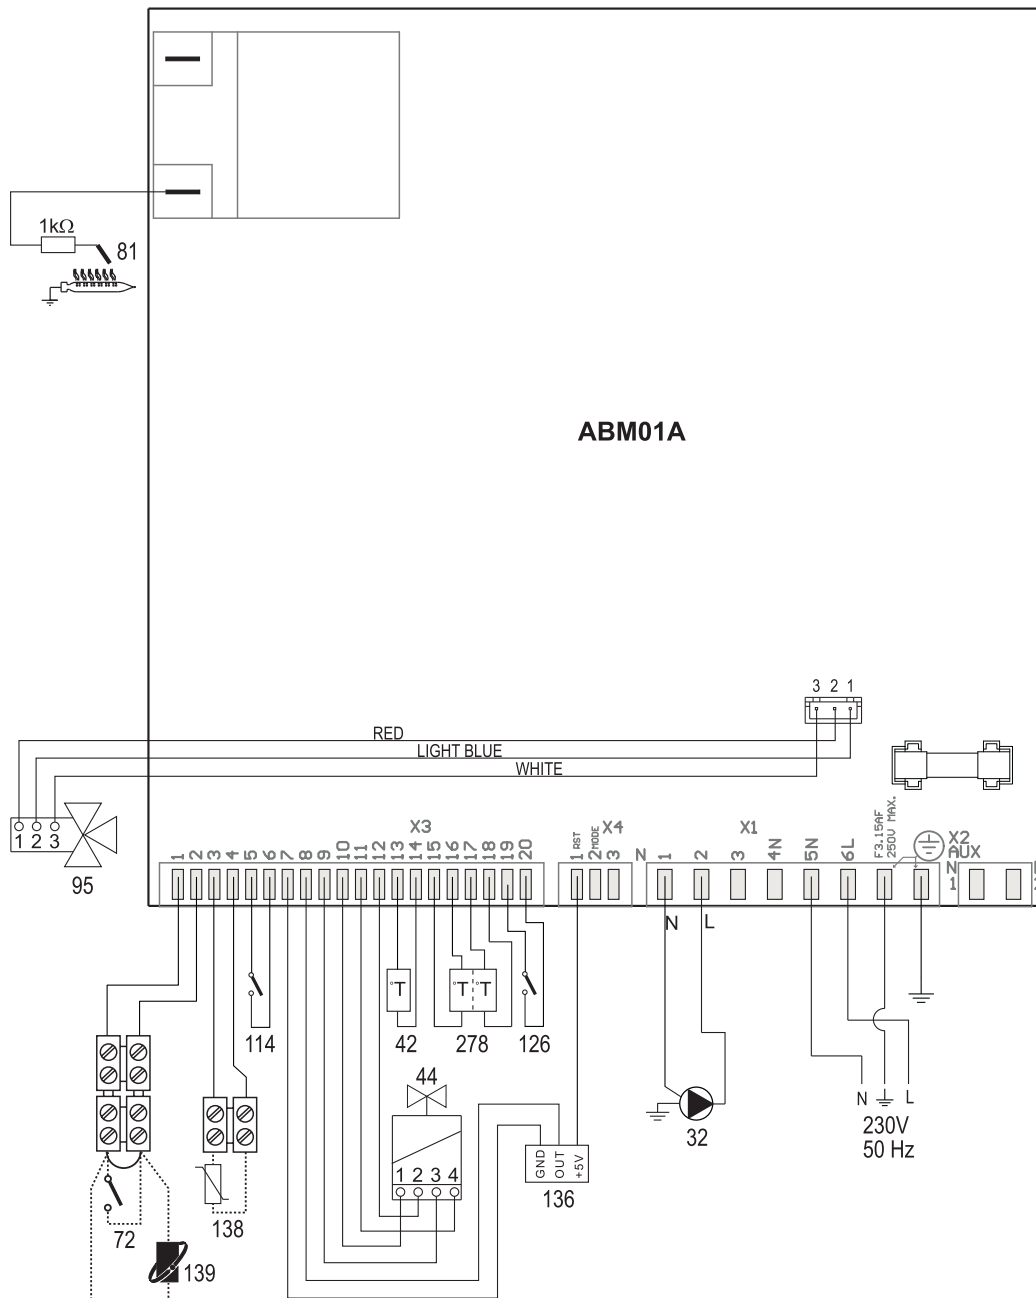 1kΩ
81
ABM01A
3 2 1
RED
LIGHT BLUE
WHITE
1 2 3
95
X3
1 2 3 4 5 6 7 8 9 10 11 12 13 14 15 16 17 18 19 20
X4
1 RST
2 MODE
3
X1
N 1 2 3 4N 5N 6L
F3.15AF
250V MAX.
X2
AUX
N
1
N
L
114
42
°T
278
°T °T
126
44
1 2 3 4
GND
OUT
+5V
136
32
N
L
230V
50 Hz
72
138
139